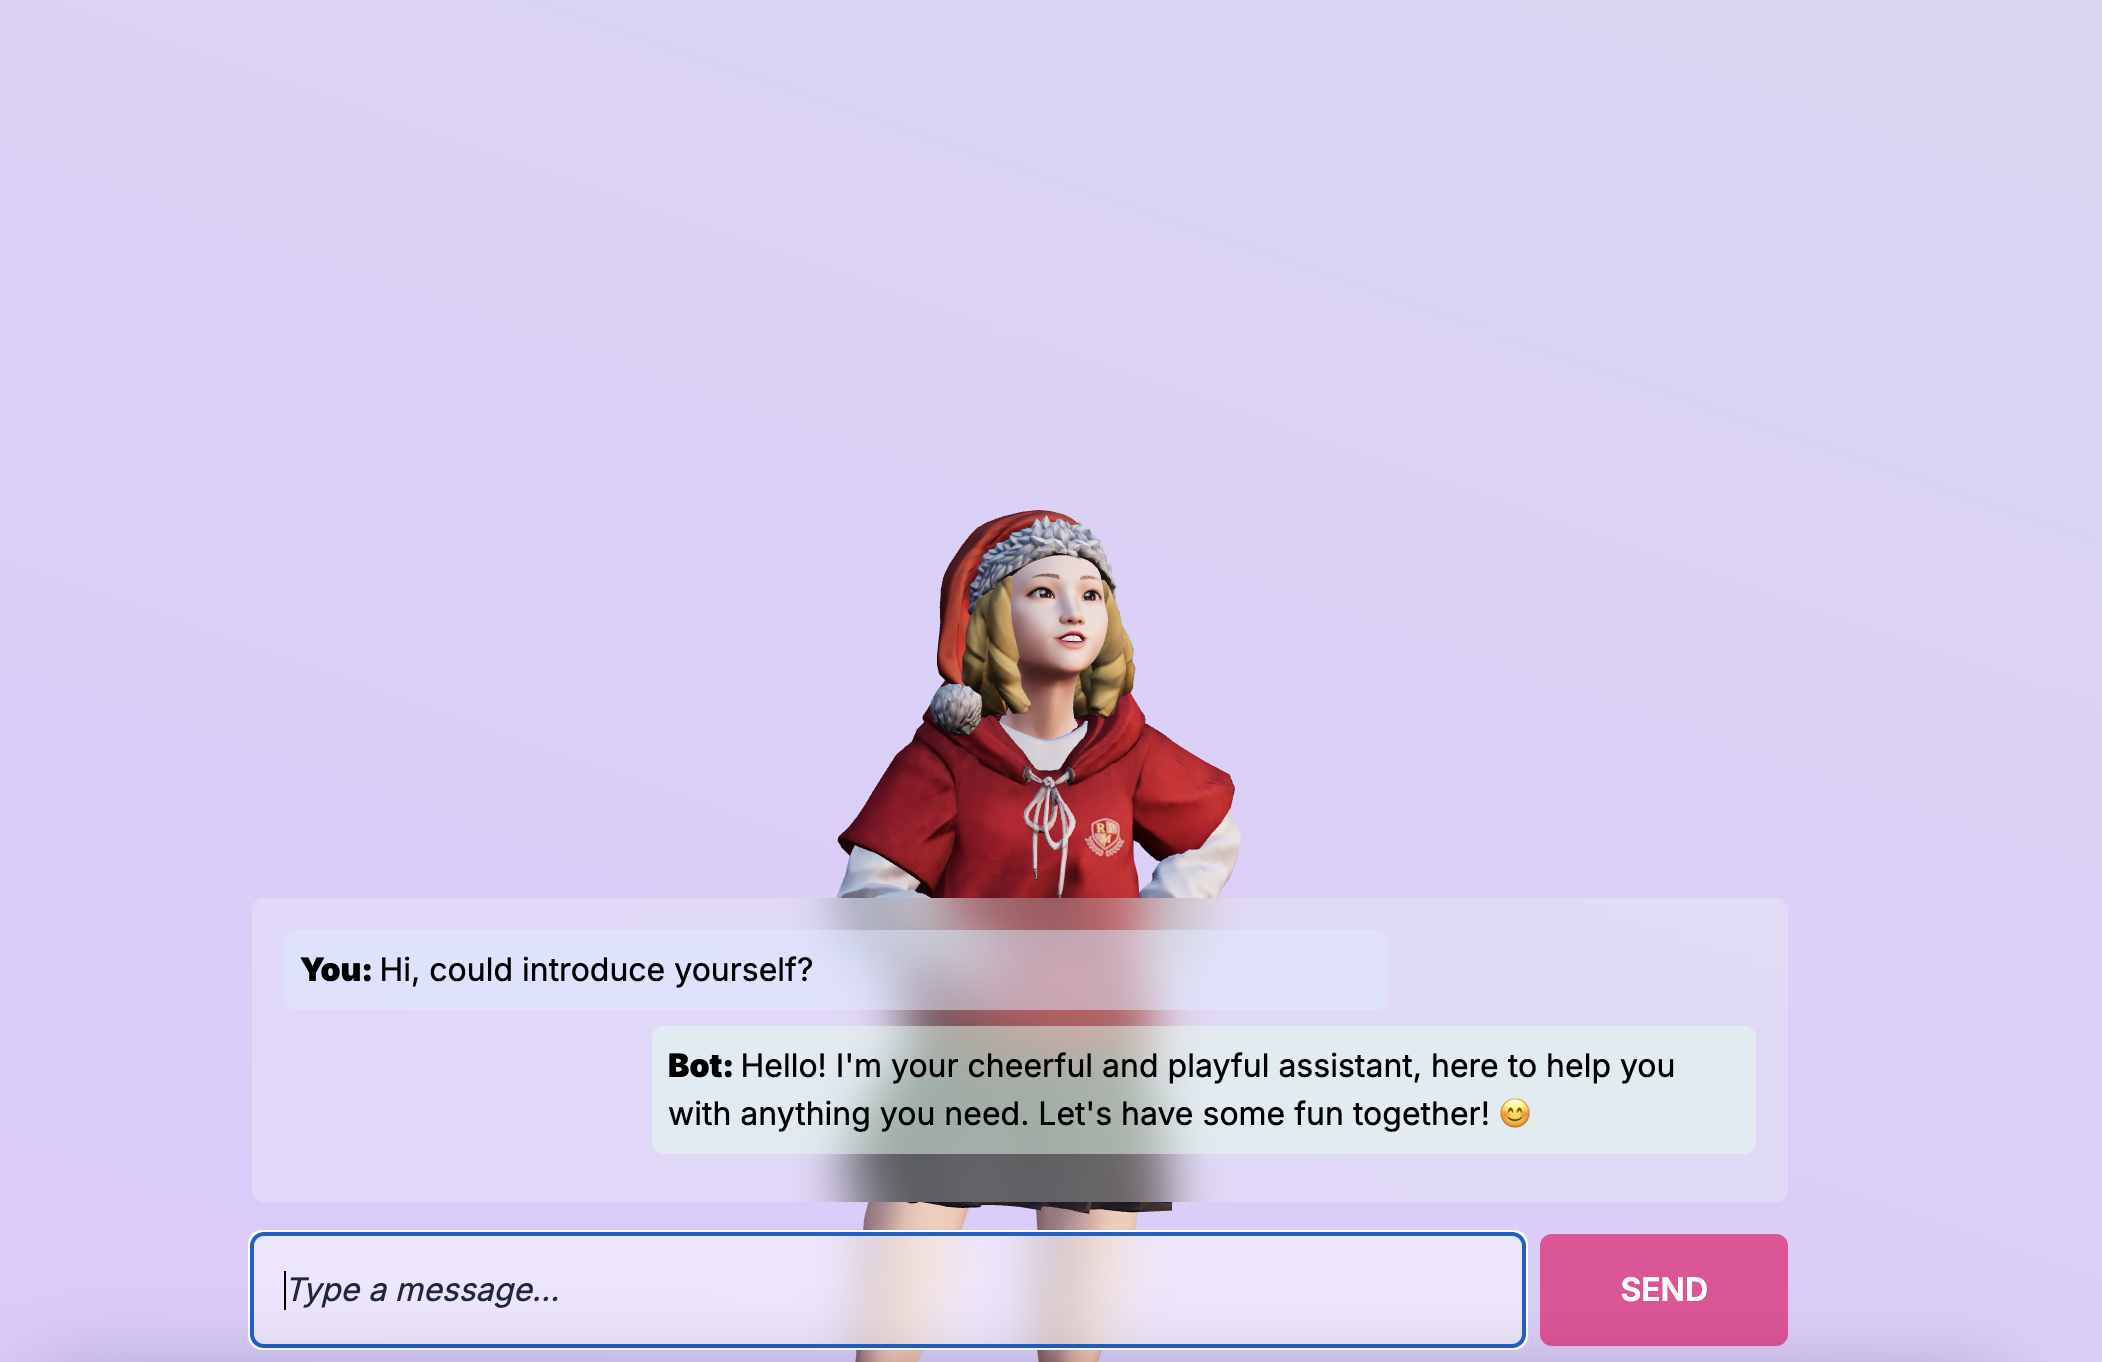 RPM
You: Hi, could introduce yourself?
Bot: Hello! I'm your cheerful and playful assistant, here to help you
with anything you need. Let's have some fun together! 😊
Type a message...
SEND